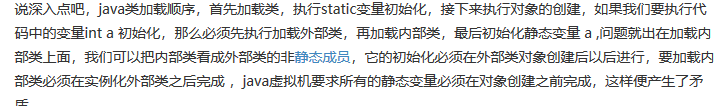 说深入点吧，java类加载顺序，首先加载类，执行static变量初始化，接下来执行对象的创建，如果我们要执行代
码中的变量int a 初始化，那么必须先执行加载外部类，再加载内部类，最后初始化静态变量 a ,问题就出在加载内
部类上面，我们可以把内部类看成外部类的非静态成员，它的初始化必须在外部类对象创建后以后进行，要加载内
部类必须在实例化外部类之后完成 ，java虚拟机要求所有的静态变量必须在对象创建之前完成，这样便产生了矛
盾